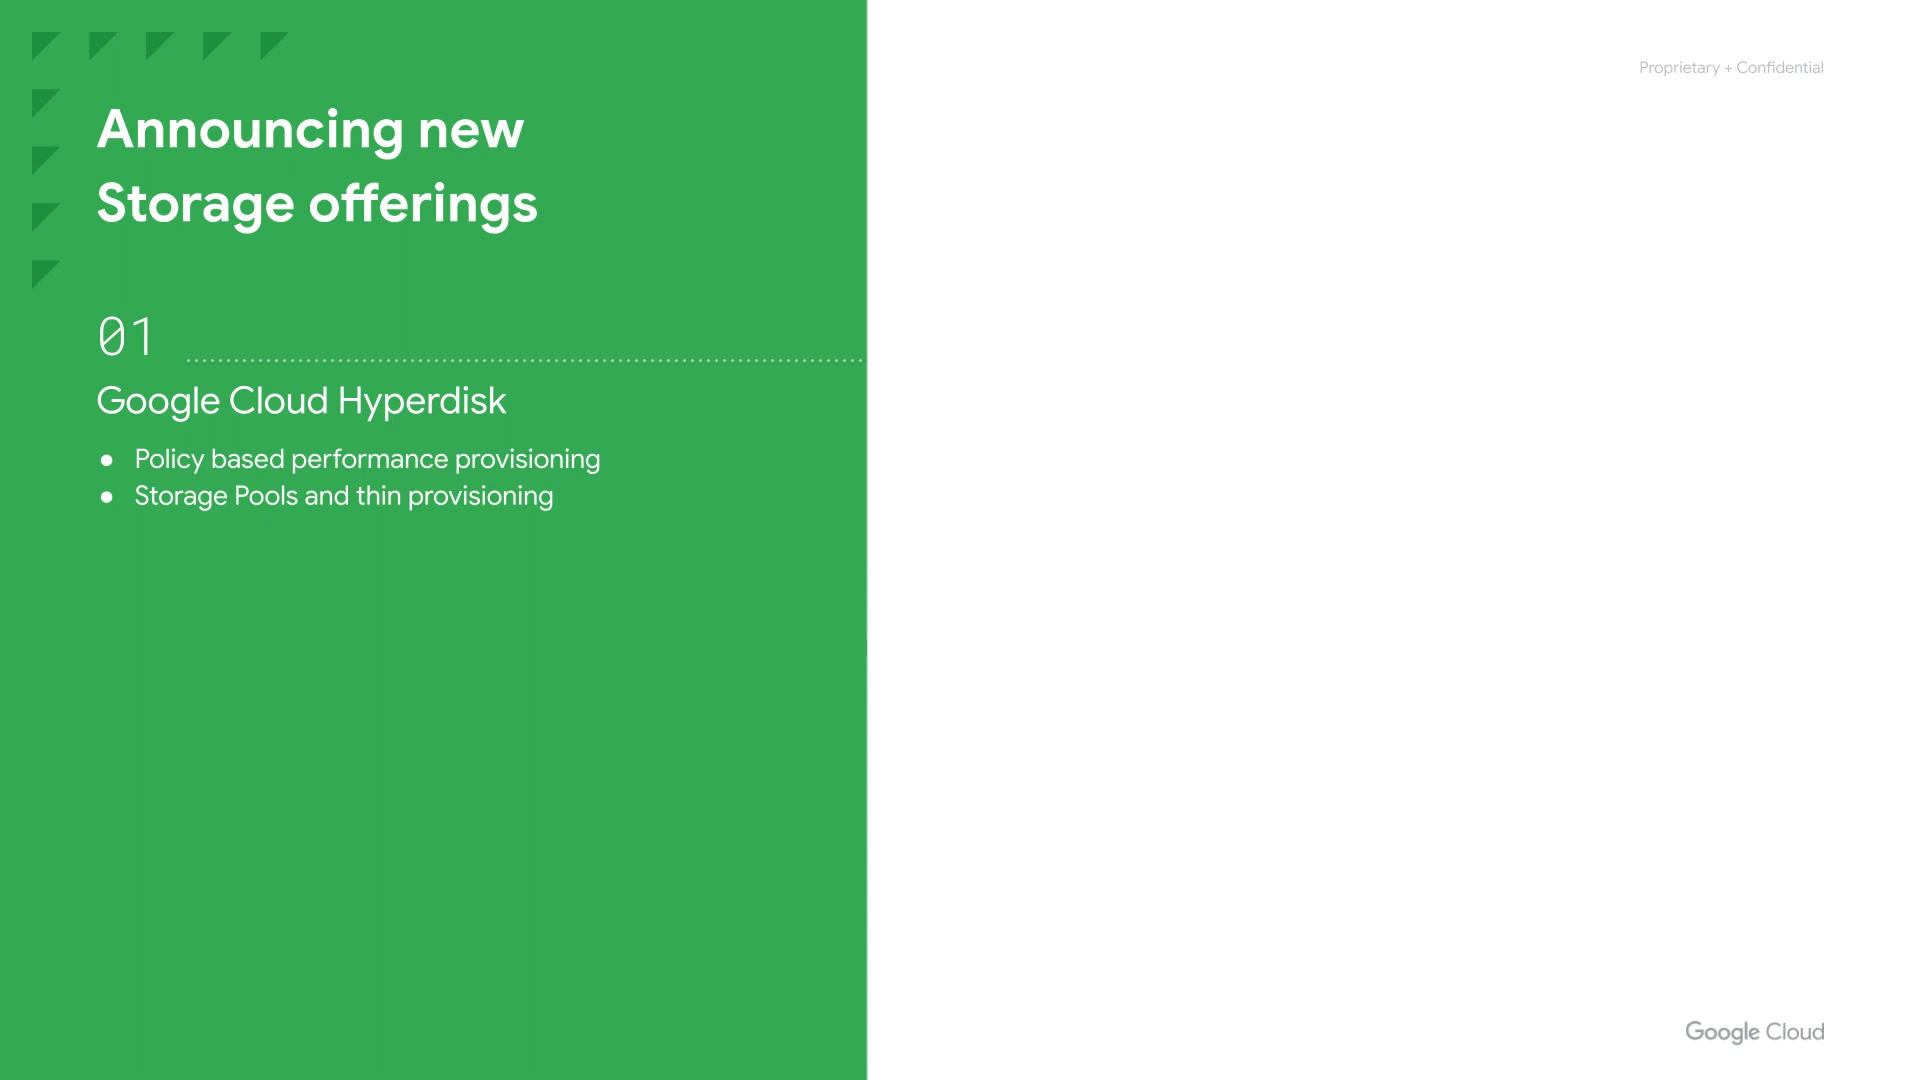 Proprietary + Confidential
Announcing new
Storage offerings
01
Google Cloud Hyperdisk
● Policy based performance provisioning
● Storage Pools and thin provisioning
Google Cloud